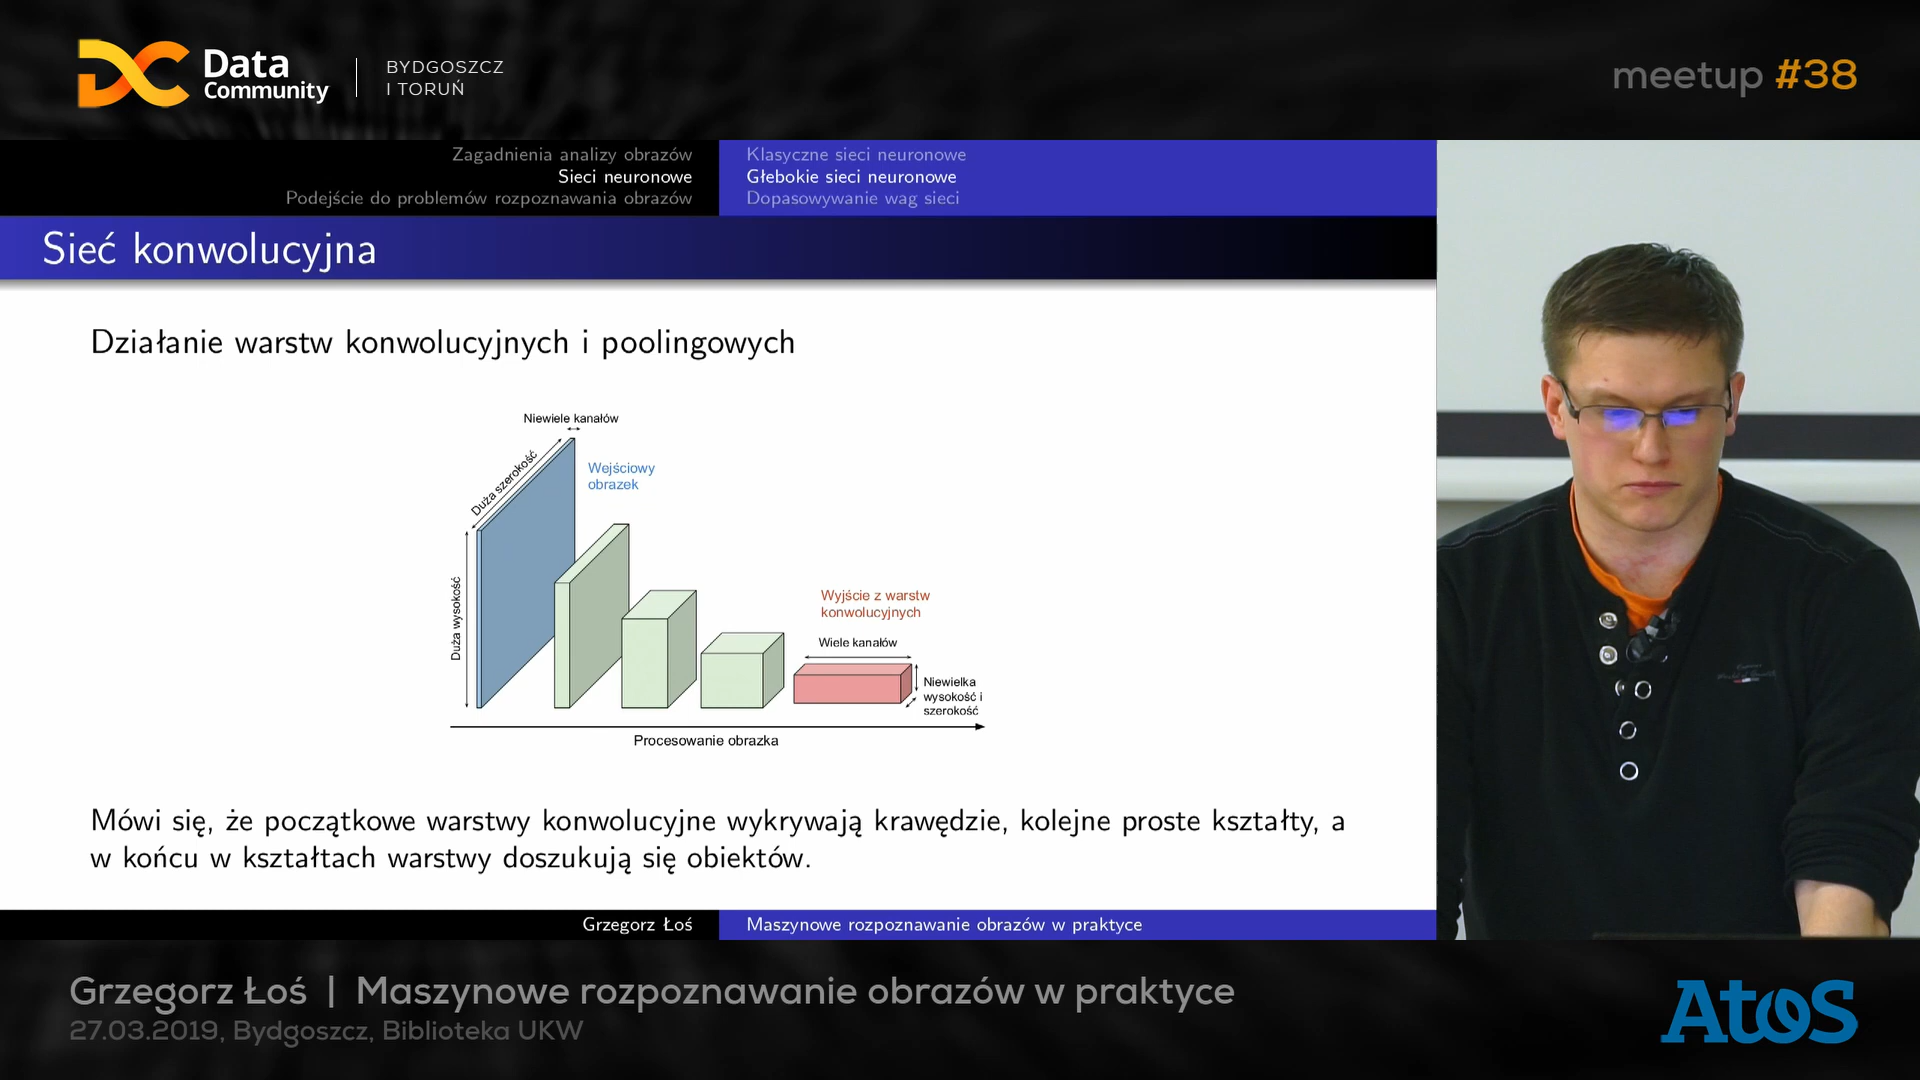 Data
Community
BYDGOSZCZ
I TORUŃ
meetup #38
Zagadnienia analizy obrazów
Sieci neuronowe
Podejście do problemów rozpoznawania obrazów
Klasyczne sieci neuronowe
Głebokie sieci neuronowe
Dopasowywanie wag sieci
Sieć konwolucyjna
Działanie warstw konwolucyjnych i poolingowych
Niewiele kanałów
Duża szerokość
Wejściowy
obrazek
Duża wysokość
Wyjście z warstw
konwolucyjnych
Wiele kanałów
Niewielka
wysokość i
szerokość
Procesowanie obrazka
Mówi się, że początkowe warstwy konwolucyjne wykrywają krawędzie, kolejne proste kształty, a
w końcu w kształtach warstwy doszukują się obiektów.
Grzegorz Łoś
Maszynowe rozpoznawanie obrazów w praktyce
Grzegorz Łoś | Maszynowe rozpoznawanie obrazów w praktyce
27.03.2019, Bydgoszcz, Biblioteka UKW
Atos